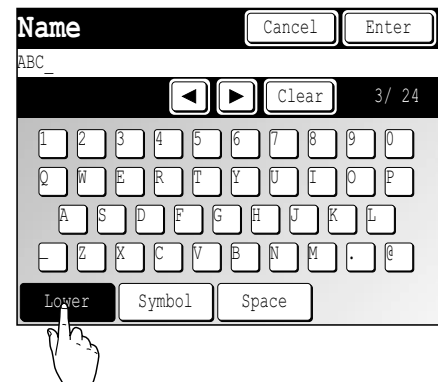 Name Cancel Enter
ABC_
◀ ▶ Clear 3/ 24
1 2 3 4 5 6 7 8 9 0
Q W E R T Y U I O P
A S D F G H J K L
_ Z X C V B N M . @
Lower Symbol Space